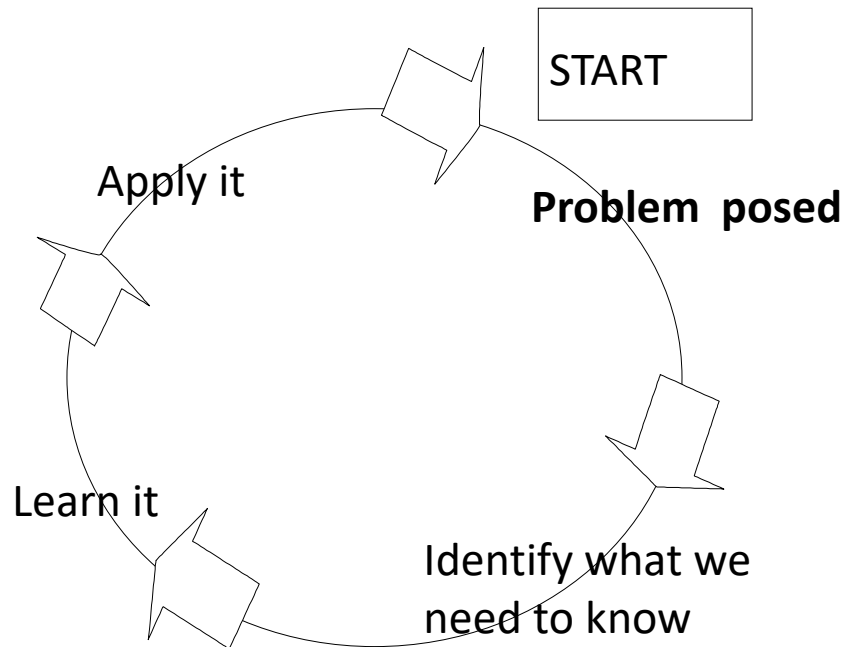 START
Problem posed
Identify what we
need to know
Learn it
Apply it